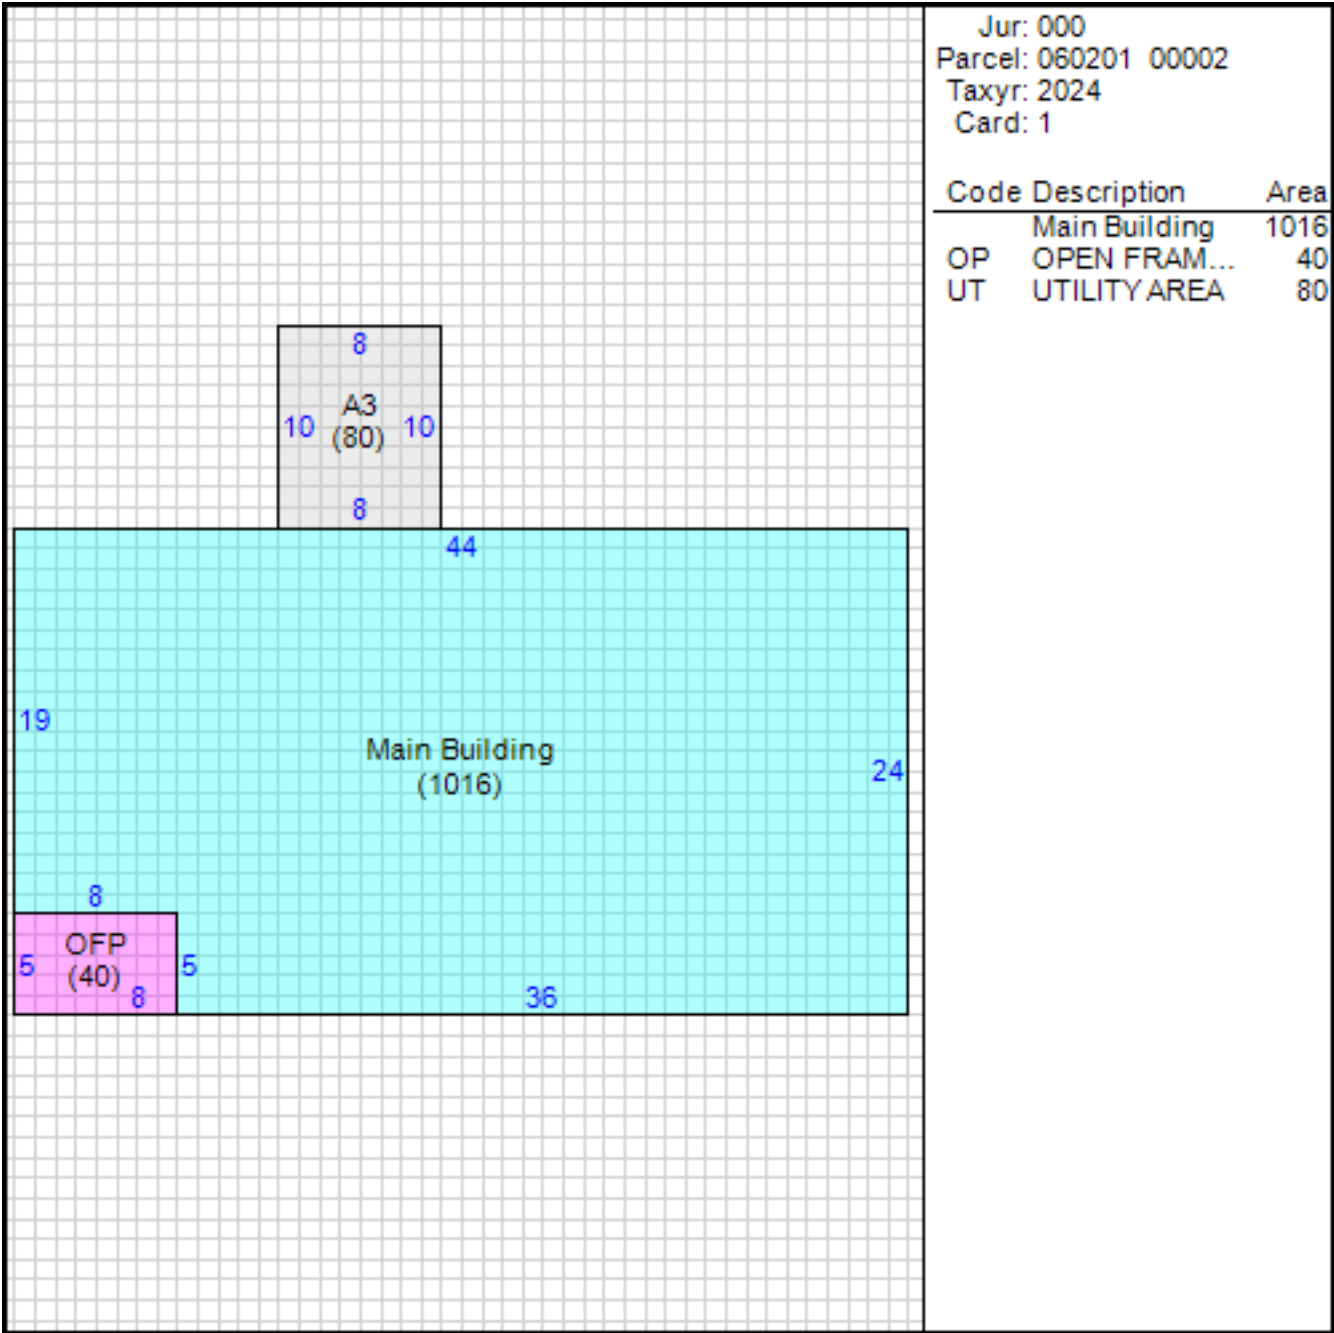 Jur: 000
Parcel: 060201 00002
Taxyr: 2024
Card: 1
Code Description Area
Main Building 1016
OP OPEN FRAM... 40
UT UTILITY AREA 80
8
A3
10 (80) 10
8
44
19
Main Building
(1016)
24
8
OFP
5 (40) 5
8
36